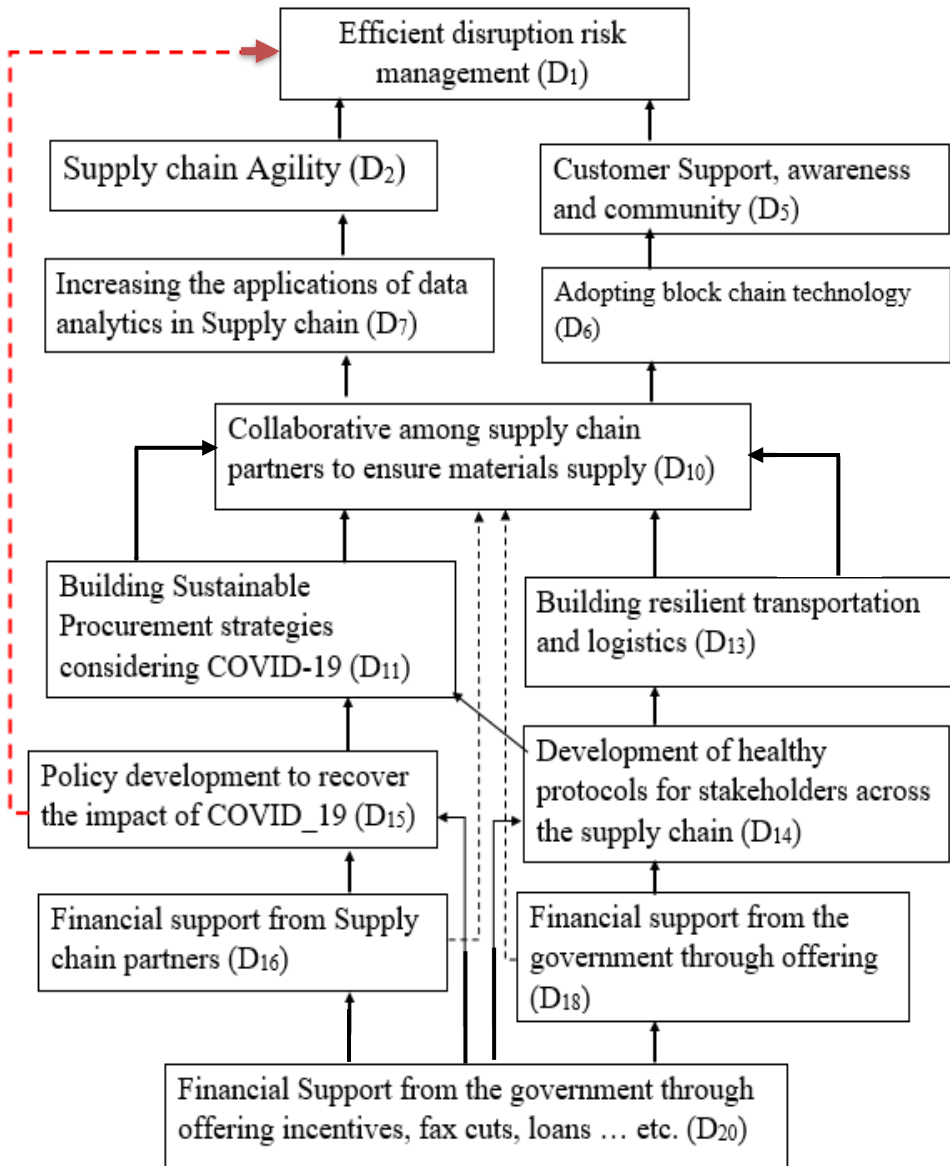 Efficient disruption risk
management (D₁)
Supply chain Agility (D₂)
Customer Support, awareness
and community (D₅)
Increasing the applications of data
analytics in Supply chain (D₇)
Adopting block chain technology
(D₆)
Collaborative among supply chain
partners to ensure materials supply (D₁₀)
Building Sustainable
Procurement strategies
considering COVID-19 (D₁₁)
Building resilient transportation
and logistics (D₁₃)
Policy development to recover
the impact of COVID_19 (D₁₅)
Development of healthy
protocols for stakeholders across
the supply chain (D₁₄)
Financial support from Supply
chain partners (D₁₆)
Financial support from the
government through offering
(D₁₈)
Financial Support from the government through
offering incentives, fax cuts, loans … etc. (D₂₀)